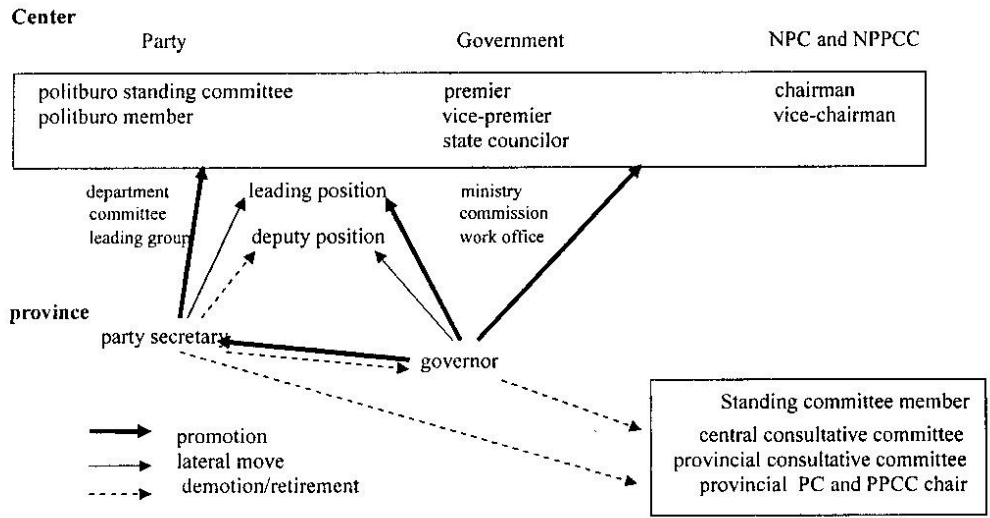 Center
Party Government NPC and NPPCC
politburo standing committee premier chairman
politburo member vice-premier vice-chairman
state councilor
department leading position ministry
committee commission
leading group deputy position work office
province
party secretary
governor
Standing committee member
central consultative committee
provincial consultative committee
provincial PC and PPCC chair
promotion
lateral move
demotion/retirement